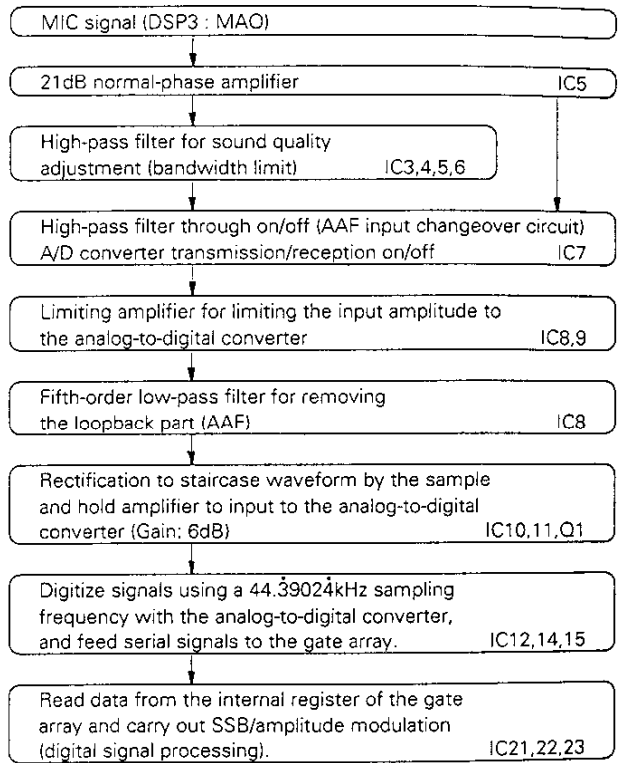 MIC signal (DSP3 : MAO)
21dB normal-phase amplifier IC5
High-pass filter for sound quality
adjustment (bandwidth limit) IC3,4,5,6
High-pass filter through on/off (AAF input changeover circuit)
A/D converter transmission/reception on/off IC7
Limiting amplifier for limiting the input amplitude to
the analog-to-digital converter IC8,9
Fifth-order low-pass filter for removing
the loopback part (AAF) IC8
Rectification to staircase waveform by the sample
and hold amplifier to input to the analog-to-digital
converter (Gain: 6dB) IC10,11,Q1
Digitize signals using a 44.3̇9024̇kHz sampling
frequency with the analog-to-digital converter,
and feed serial signals to the gate array. IC12,14,15
Read data from the internal register of the gate
array and carry out SSB/amplitude modulation
(digital signal processing). IC21,22,23